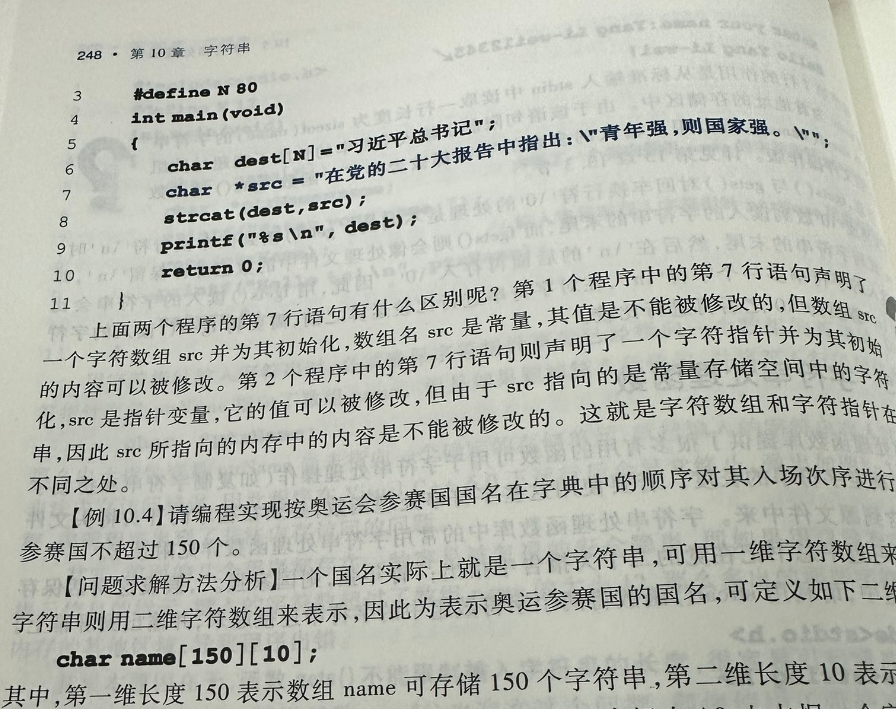 248 · 第 10 章 字符串
3 #define N 80
4 int main(void)
5 {
6 char dest[N]="习近平总书记";
7 char *src = "在党的二十大报告中指出:\"青年强,则国家强。\"";
8 strcat(dest,src);
9 printf("%s\n", dest);
10 return 0;
11 }
上面两个程序的第 7 行语句有什么区别呢? 第 1 个程序中的第 7 行语句声明了
一个字符数组 src 并为其初始化,数组名 src 是常量,其值是不能被修改的,但数组 src
的内容可以被修改。第 2 个程序中的第 7 行语句则声明了一个字符指针并为其初始
化,src 是指针变量,它的值可以被修改,但由于 src 指向的是常量存储空间中的字符
串,因此 src 所指向的内存中的内容是不能被修改的。这就是字符数组和字符指针在
不同之处。
【例 10.4】请编程实现按奥运会参赛国国名在字典中的顺序对其入场次序进行
参赛国不超过 150 个。
【问题求解方法分析】一个国名实际上就是一个字符串,可用一维字符数组来
字符串则用二维字符数组来表示,因此为表示奥运参赛国的国名,可定义如下二维
char name[150][10];
其中,第一维长度 150 表示数组 name 可存储 150 个字符串,第二维长度 10 表示